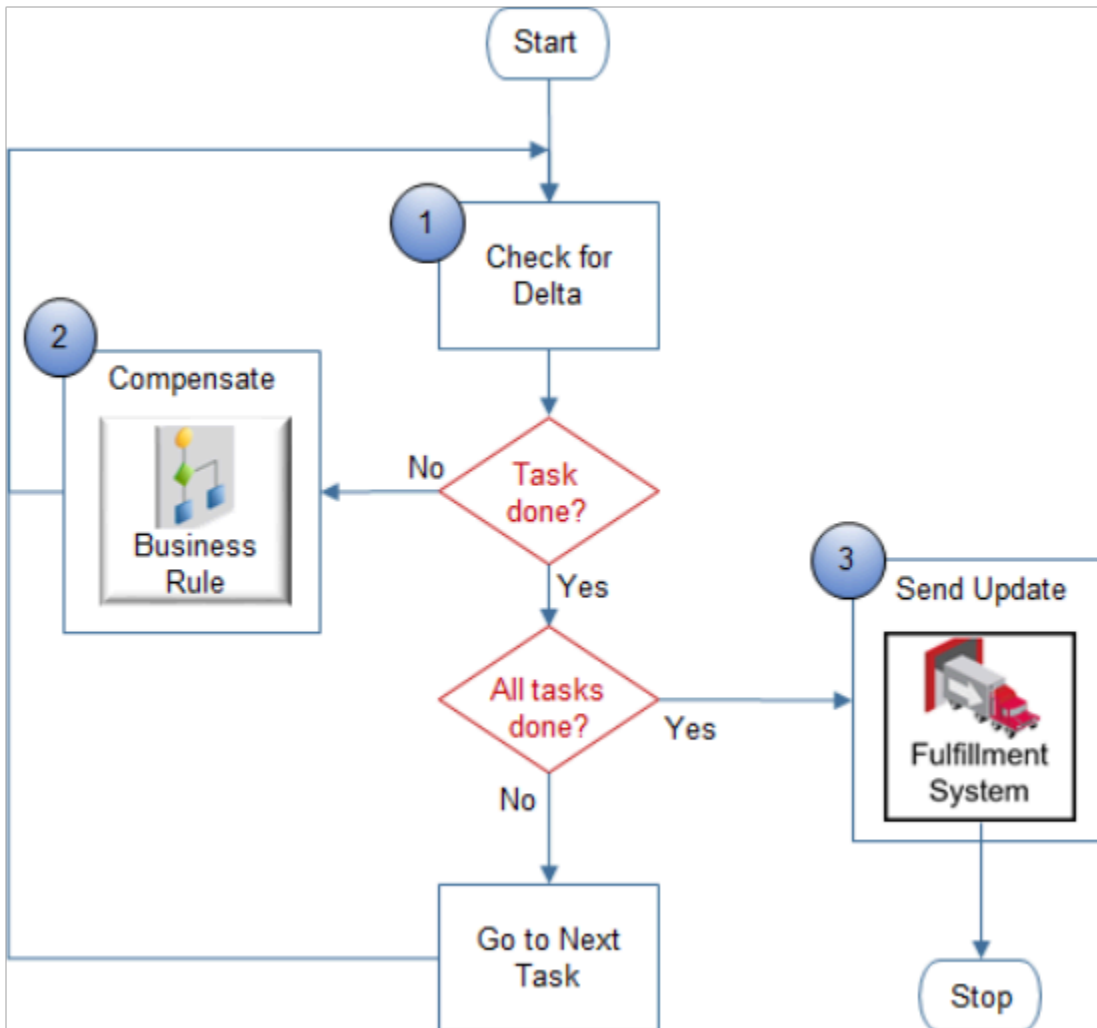 Start
1
Check for
Delta
2
Compensate
Business
Rule
No
Task
done?
Yes
3
Send Update
Fulfillment
System
All tasks
done?
Yes
No
Go to Next
Task
Stop